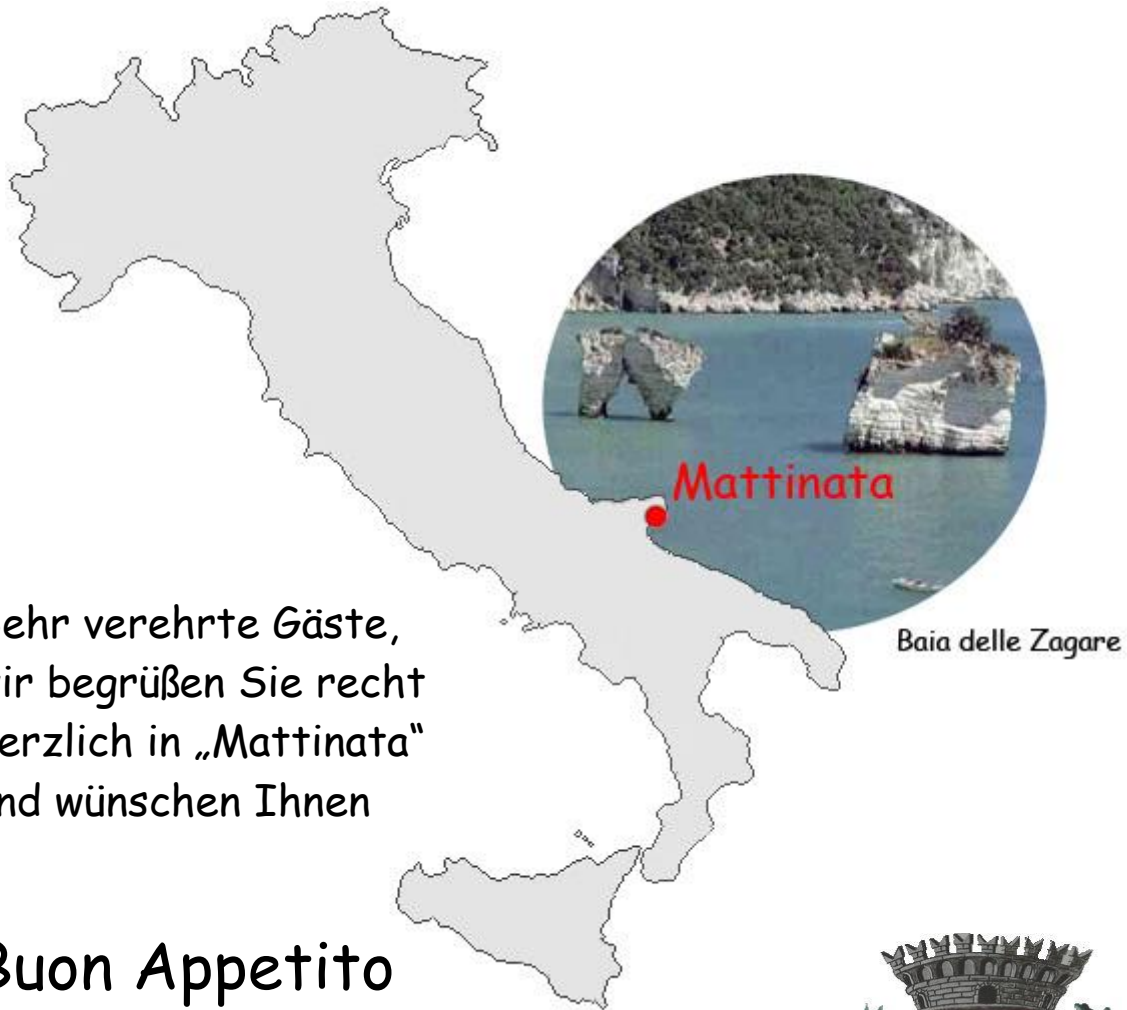 Mattinata
Baia delle Zagare
ehr verehrte Gäste,
ir begrüßen Sie recht
erzlich in „Mattinata“
nd wünschen Ihnen
Buon Appetito